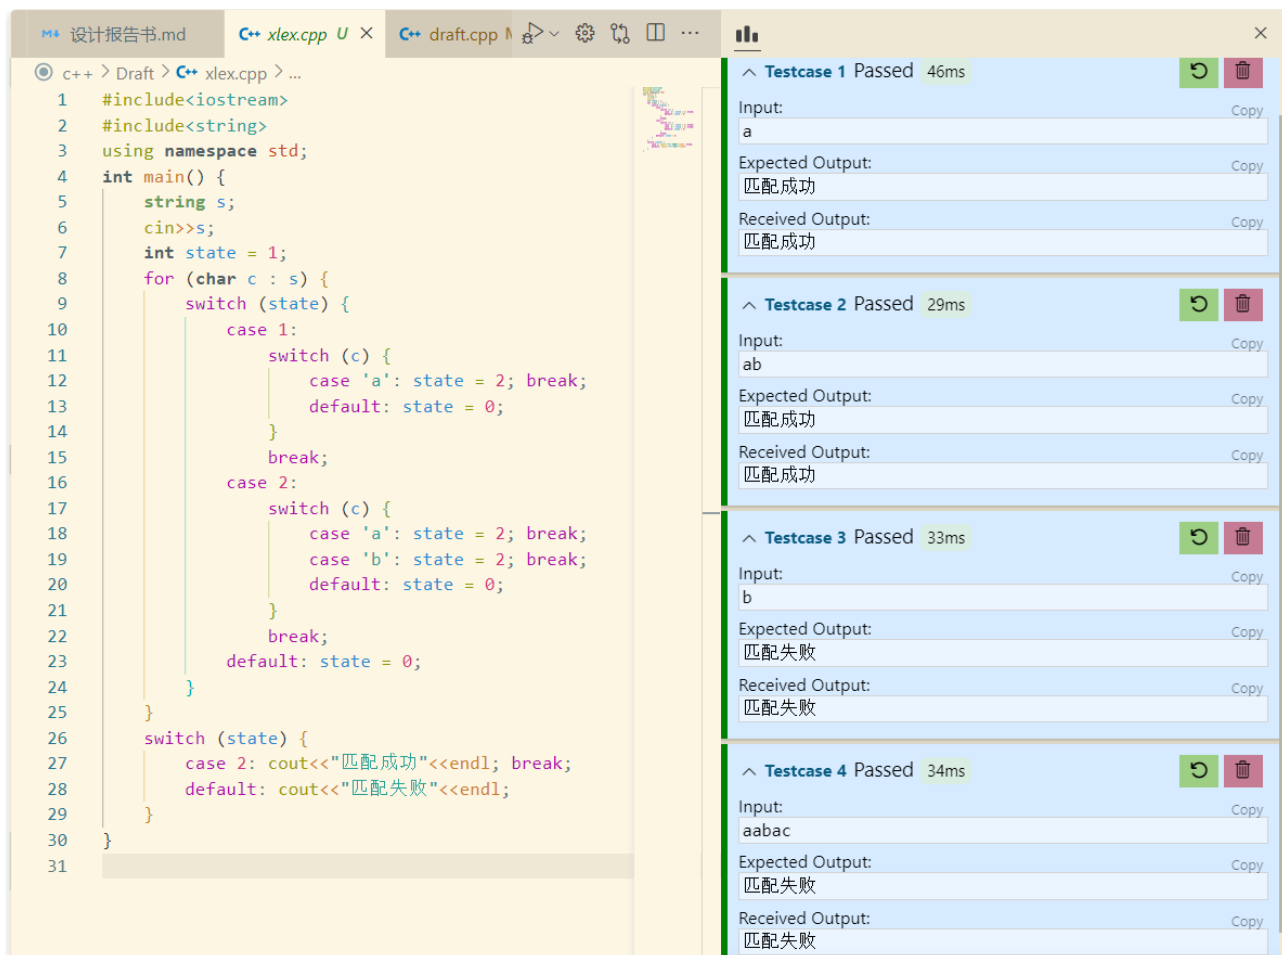 设计报告书.md
xlex.cpp U
draft.cpp
c++ > Draft > xlex.cpp > ...
1 #include<iostream>
2 #include<string>
3 using namespace std;
4 int main() {
5 string s;
6 cin>>s;
7 int state = 1;
8 for (char c : s) {
9 switch (state) {
10 case 1:
11 switch (c) {
12 case 'a': state = 2; break;
13 default: state = 0;
14 }
15 break;
16 case 2:
17 switch (c) {
18 case 'a': state = 2; break;
19 case 'b': state = 2; break;
20 default: state = 0;
21 }
22 break;
23 default: state = 0;
24 }
25 }
26 switch (state) {
27 case 2: cout<<"匹配成功"<<endl; break;
28 default: cout<<"匹配失败"<<endl;
29 }
30 }
31
Testcase 1 Passed 46ms
Input:
Copy
a
Expected Output:
Copy
匹配成功
Received Output:
Copy
匹配成功
Testcase 2 Passed 29ms
Input:
Copy
ab
Expected Output:
Copy
匹配成功
Received Output:
Copy
匹配成功
Testcase 3 Passed 33ms
Input:
Copy
b
Expected Output:
Copy
匹配失败
Received Output:
Copy
匹配失败
Testcase 4 Passed 34ms
Input:
Copy
aabac
Expected Output:
Copy
匹配失败
Received Output:
Copy
匹配失败